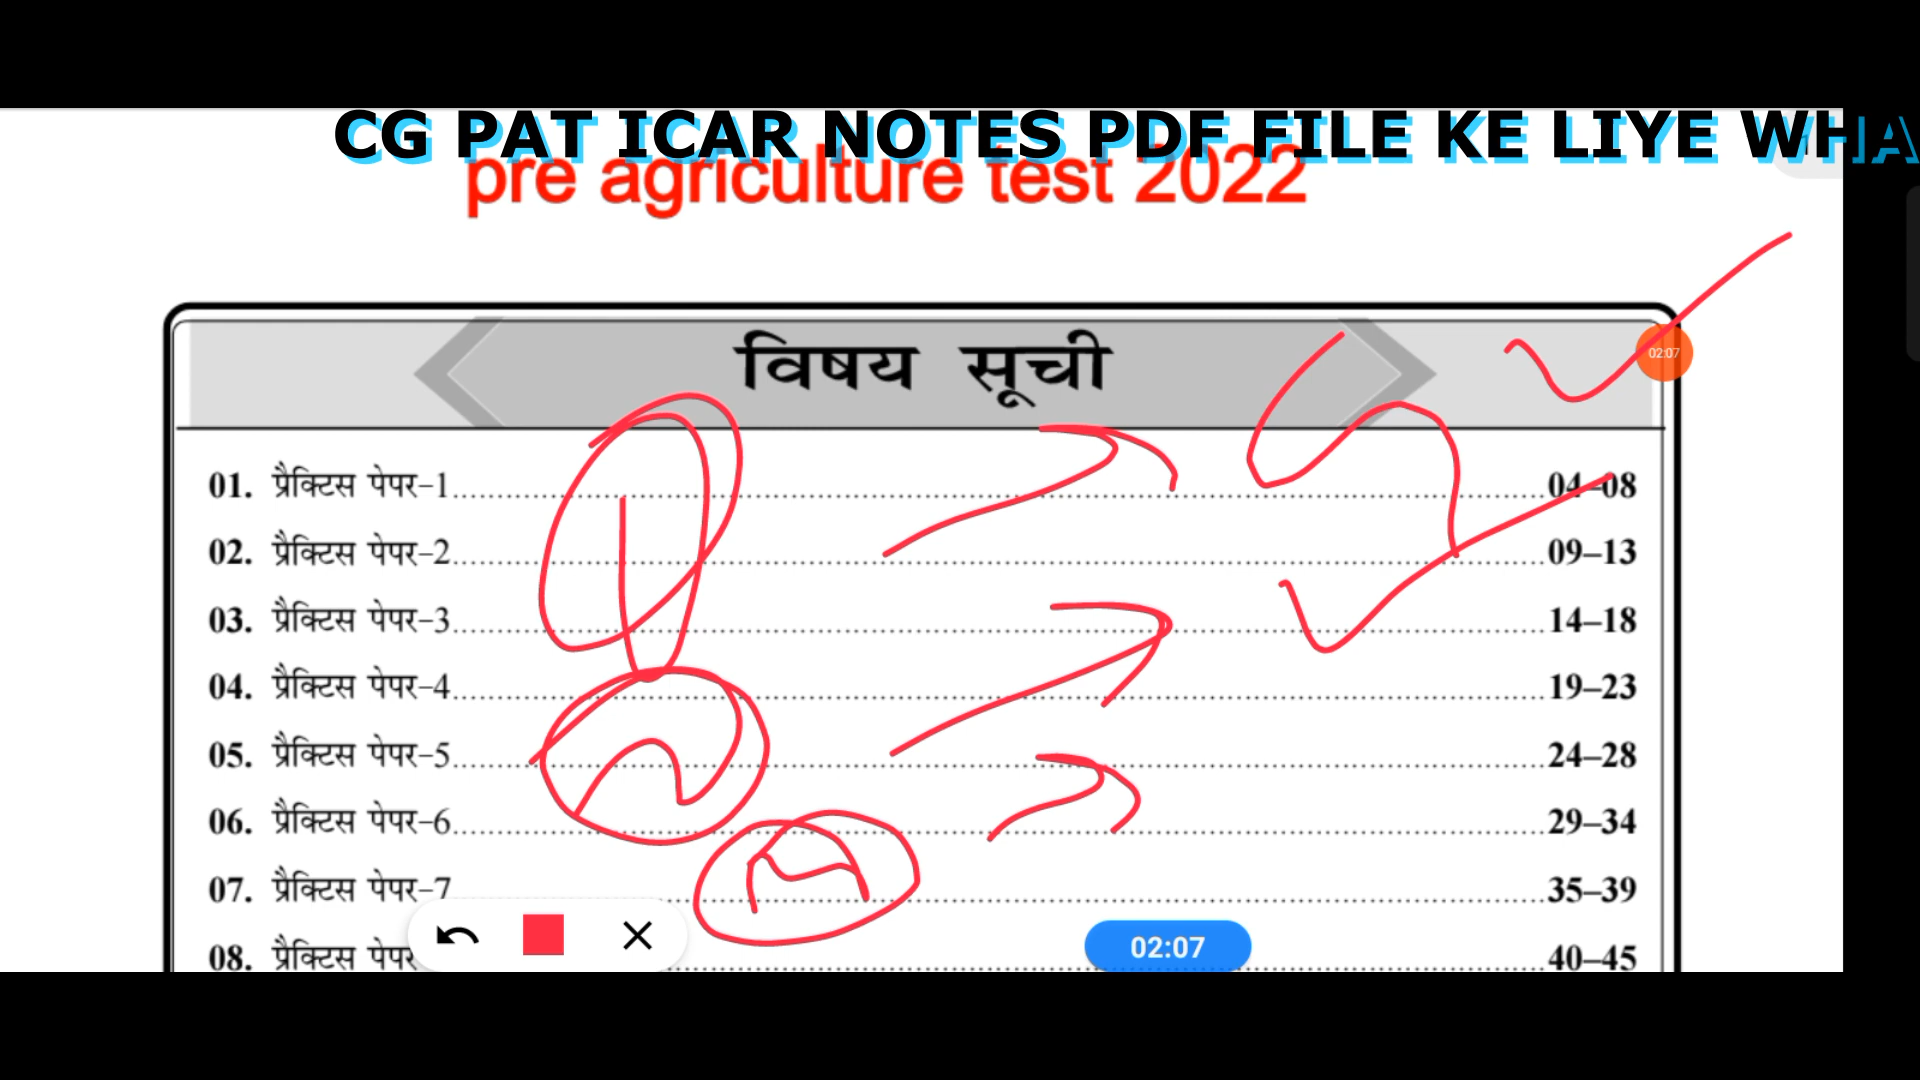 CG PAT ICAR NOTES PDF FILE KE LIYE WHA
pre agriculture test 2022
विषय सूची
02:07
01. प्रैक्टिस पेपर–1 04–08
02. प्रैक्टिस पेपर–2 09–13
03. प्रैक्टिस पेपर–3 14–18
04. प्रैक्टिस पेपर–4 19–23
05. प्रैक्टिस पेपर–5 24–28
06. प्रैक्टिस पेपर–6 29–34
07. प्रैक्टिस पेपर–7 35–39
08. प्रैक्टिस पेपर 40–45
02:07